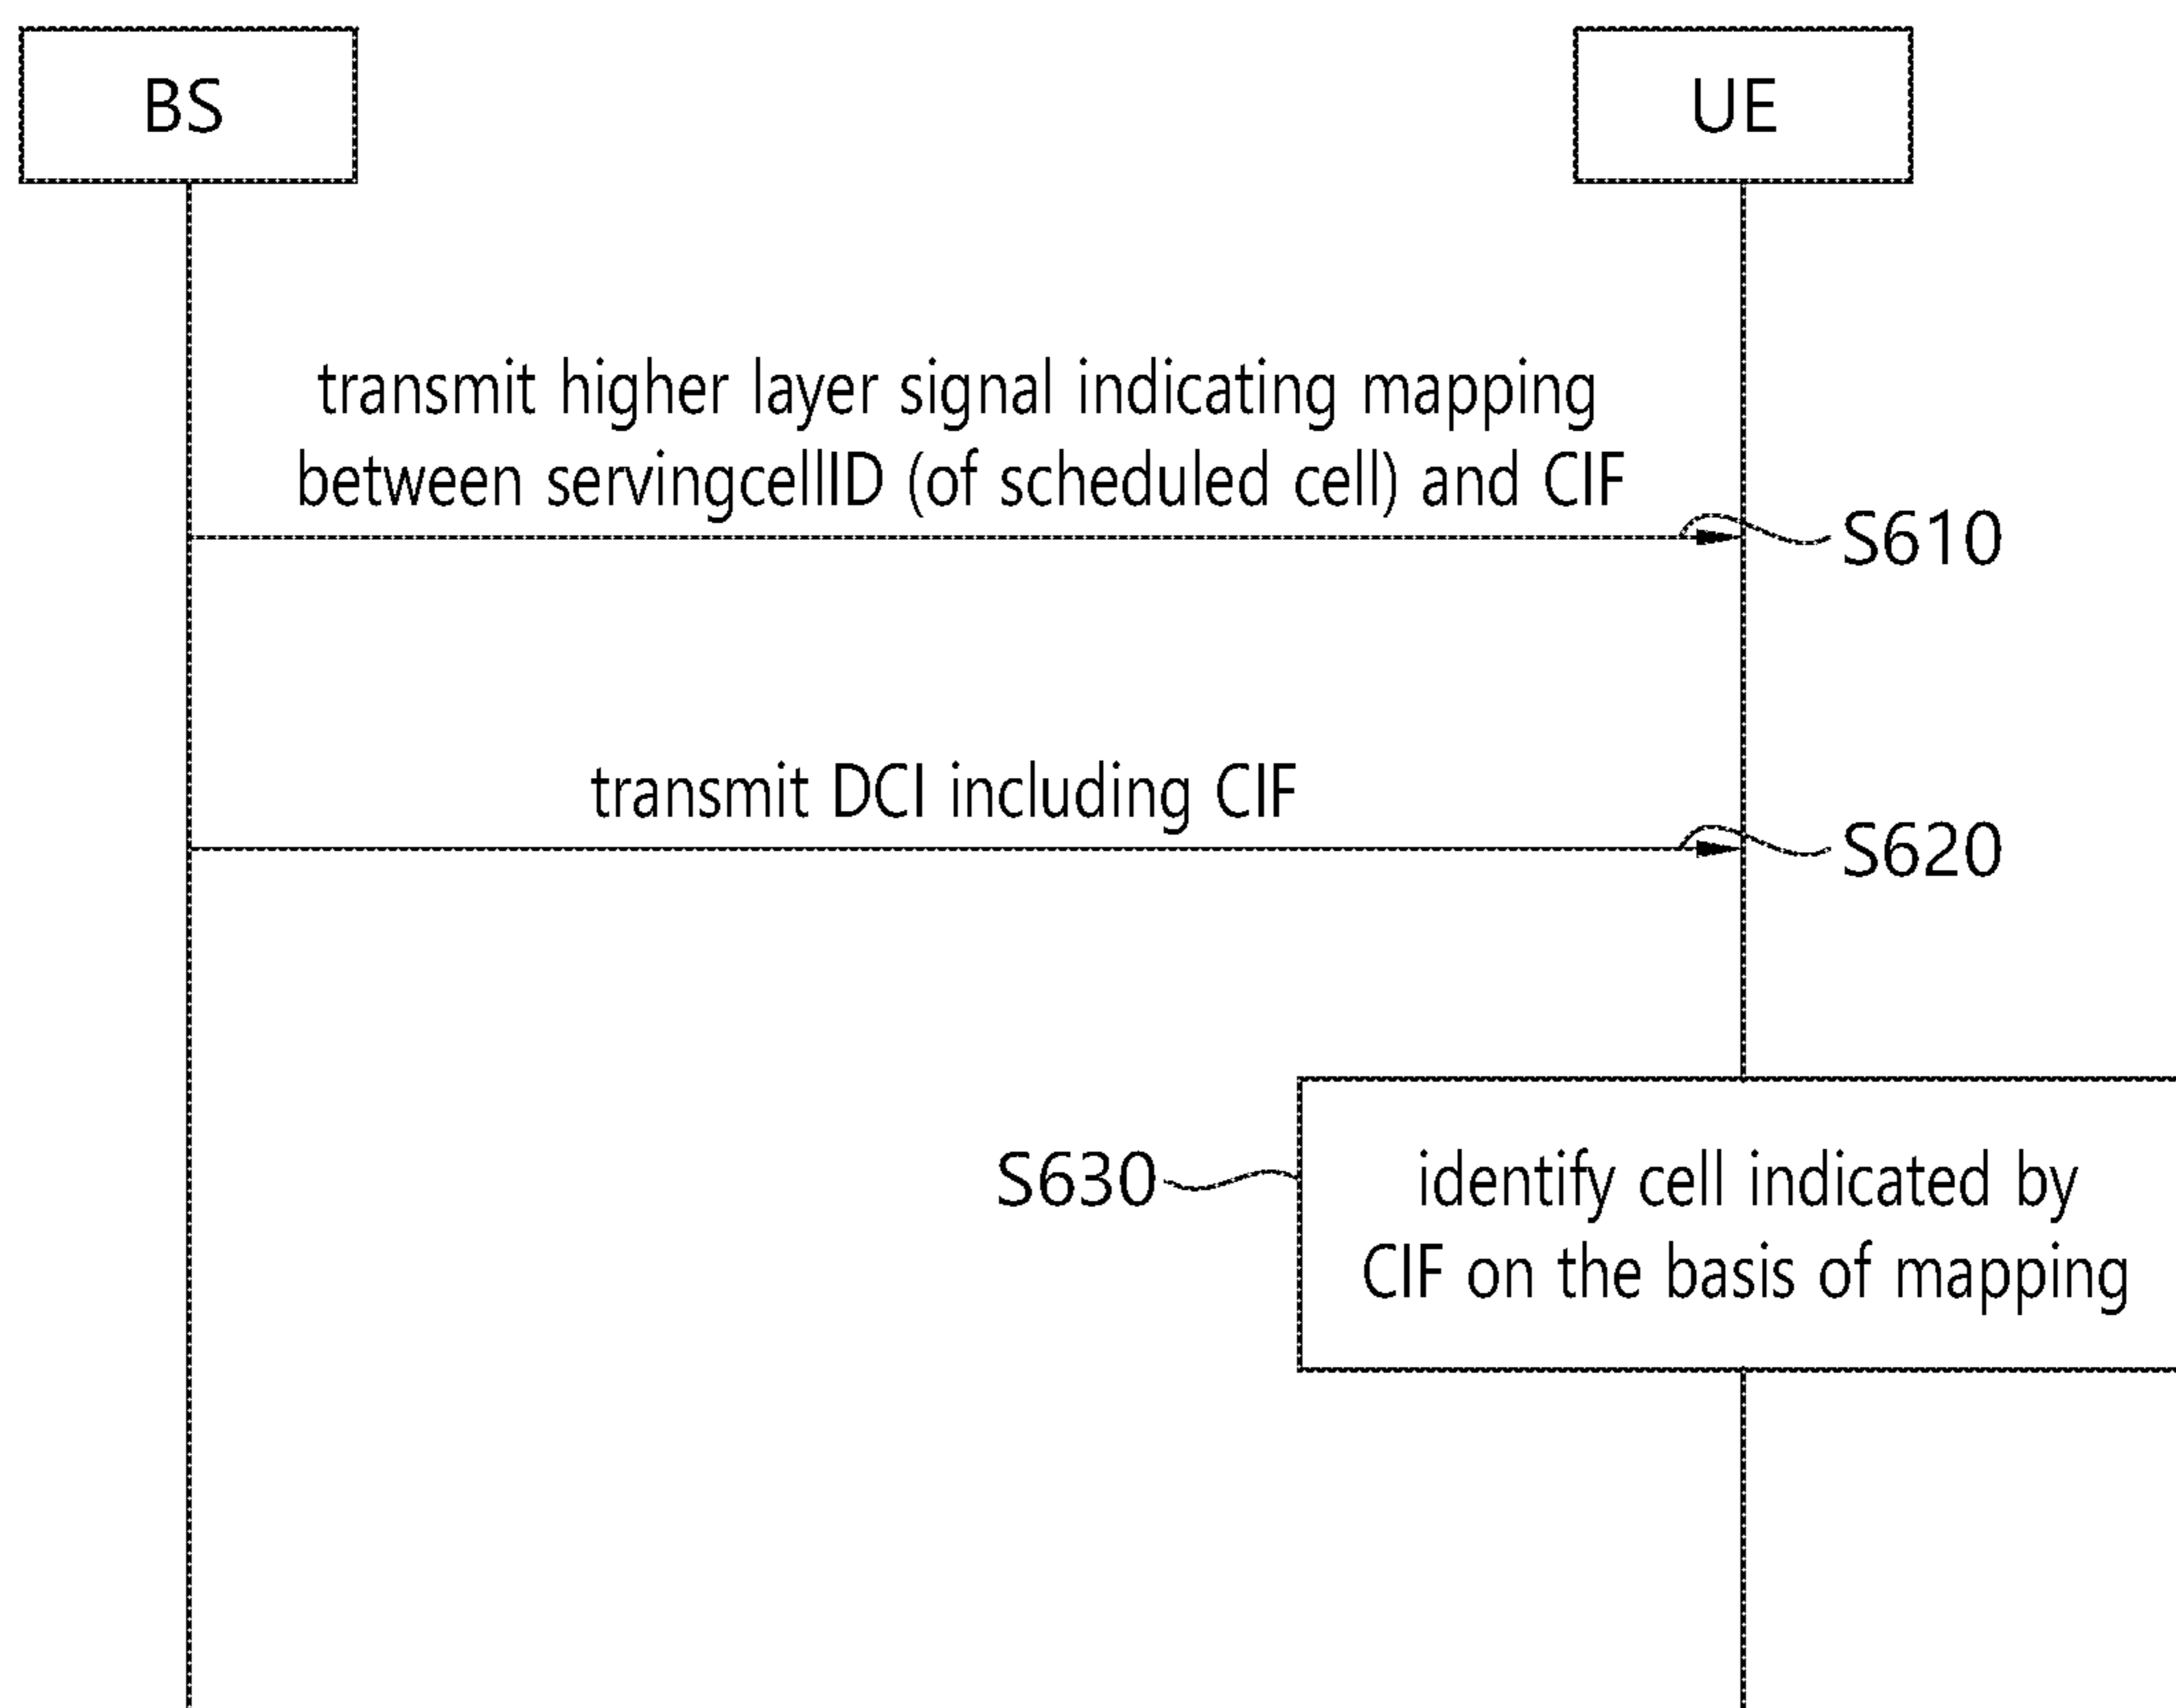 BS
UE
transmit higher layer signal indicating mapping
between servingcellID (of scheduled cell) and CIF
S610
transmit DCI including CIF
S620
S630
identify cell indicated by
CIF on the basis of mapping